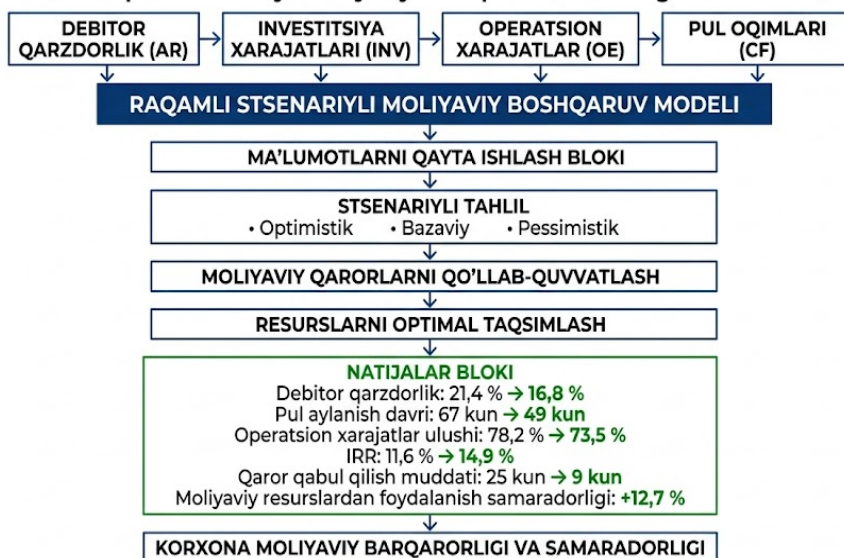 DEBITOR
QARZDORLIK (AR)
INVESTITSIYA
XARAJATLARI (INV)
OPERATSION
XARAJATLAR (OE)
PUL OQIMLARI
(CF)
RAQAMLI STSENARIYLI MOLIYAVIY BOSHQARUV MODELI
MA’LUMOTLARNI QAYTA ISHLASH BLOKI
STSENARIYLI TAHLIL
• Optimistik • Bazaviy • Pessimistik
MOLIYAVIY QARORLARNI QO’LLAB-QUVVATLASH
RESURSLARNI OPTIMAL TAQSIMLASH
NATIJALAR BLOKI
Debitor qarzdorlik: 21,4 % → 16,8 %
Pul aylanish davri: 67 kun → 49 kun
Operatsion xarajatlar ulushi: 78,2 % → 73,5 %
IRR: 11,6 % → 14,9 %
Qaror qabul qilish muddati: 25 kun → 9 kun
Moliyaviy resurslardan foydalanish samaradorligi: +12,7 %
KORXONA MOLIYAVIY BARQARORLIGI VA SAMARADORLIGI